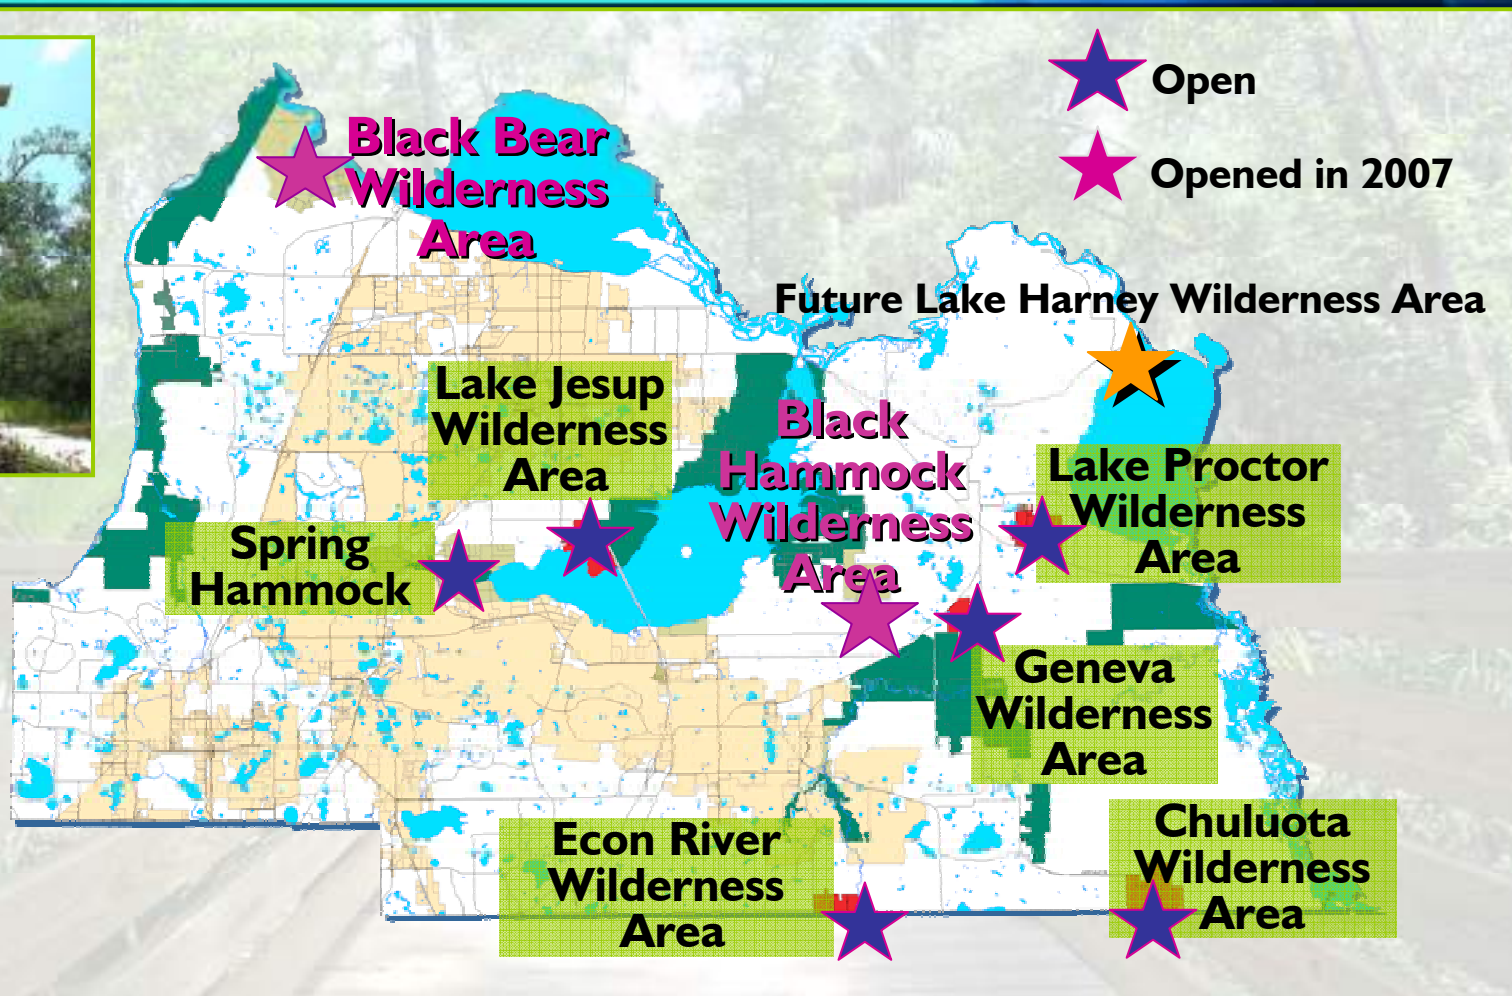 Open
Opened in 2007
Black Bear
Wilderness
Area
Future Lake Harney Wilderness Area
Lake Jesup
Wilderness
Area
Black
Hammock
Wilderness
Area
Lake Proctor
Wilderness
Area
Spring
Hammock
Geneva
Wilderness
Area
Econ River
Wilderness
Area
Chuluota
Wilderness
Area